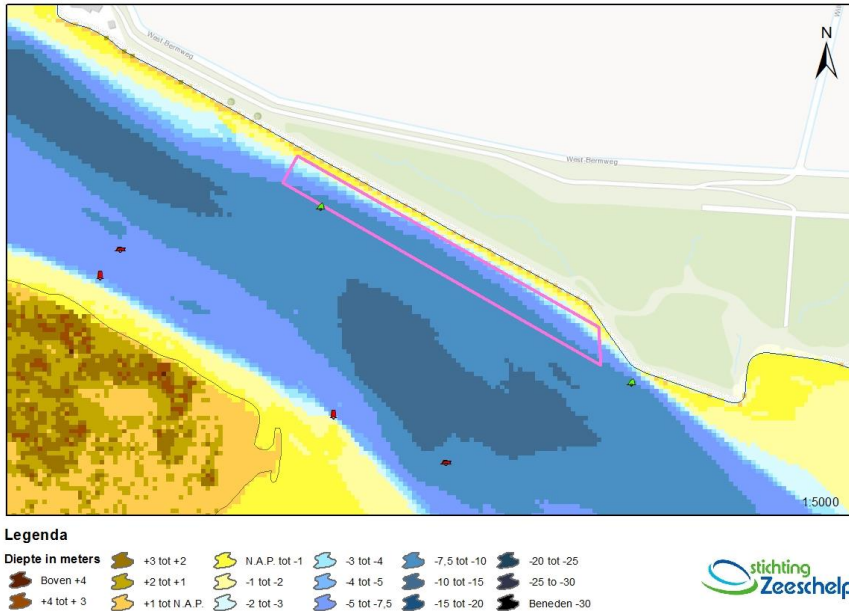 West-Bermweg
N
West-Bermweg
1:5000
Legenda
Diepte in meters
Boven +4
+4 tot + 3
+3 tot +2
+2 tot +1
+1 tot N.A.P.
N.A.P. tot -1
-1 tot -2
-2 tot -3
-3 tot -4
-4 tot -5
-5 tot -7,5
-7,5 tot -10
-10 tot -15
-15 tot -20
-20 tot -25
-25 to -30
Beneden -30
stichting
Zeeschelp